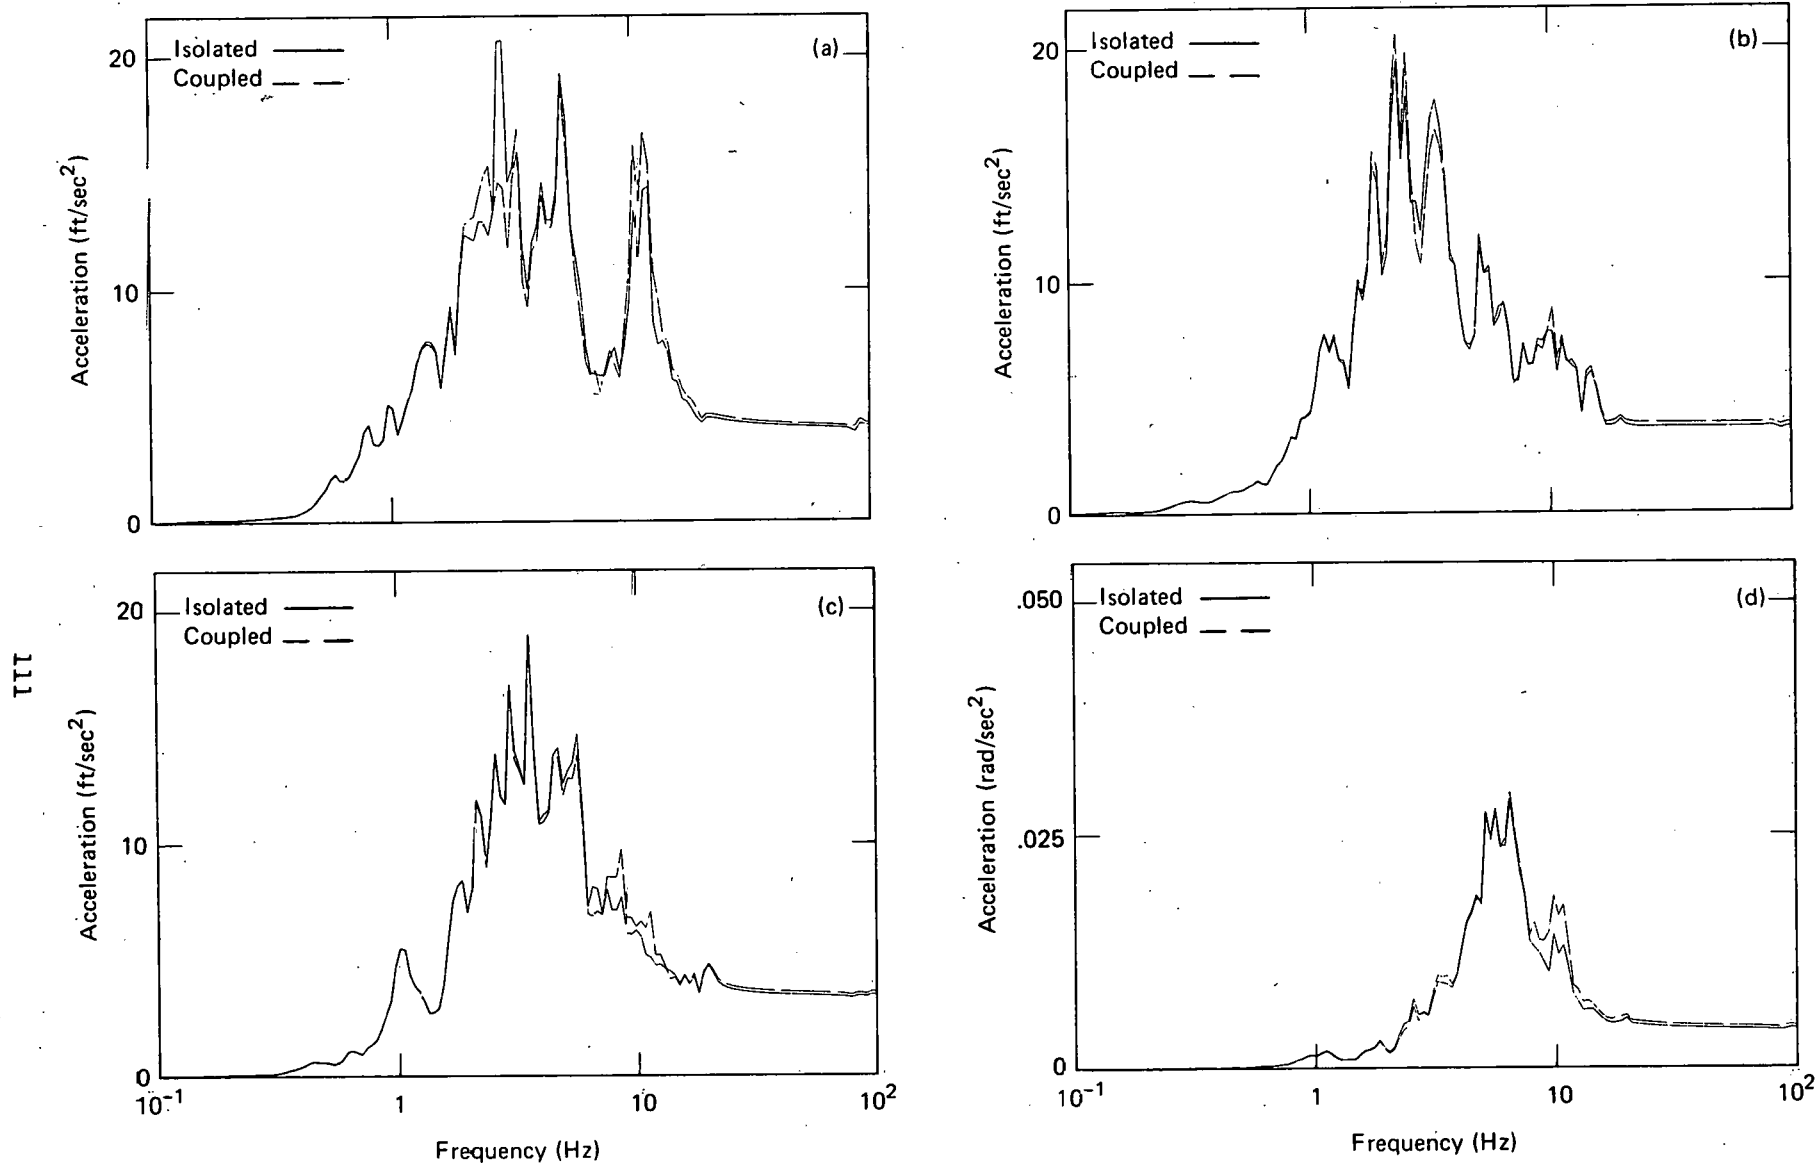 Isolated
Coupled
(a)
20
10
0
Acceleration (ft/sec²)
Isolated
Coupled
(b)
20
10
0
Acceleration (ft/sec²)
Isolated
Coupled
(c)
20
10
0
Acceleration (ft/sec²)
10⁻¹ 1 10 10²
Frequency (Hz)
Isolated
Coupled
(d)
.050
.025
0
Acceleration (rad/sec²)
10⁻¹ 1 10 10²
Frequency (Hz)
111